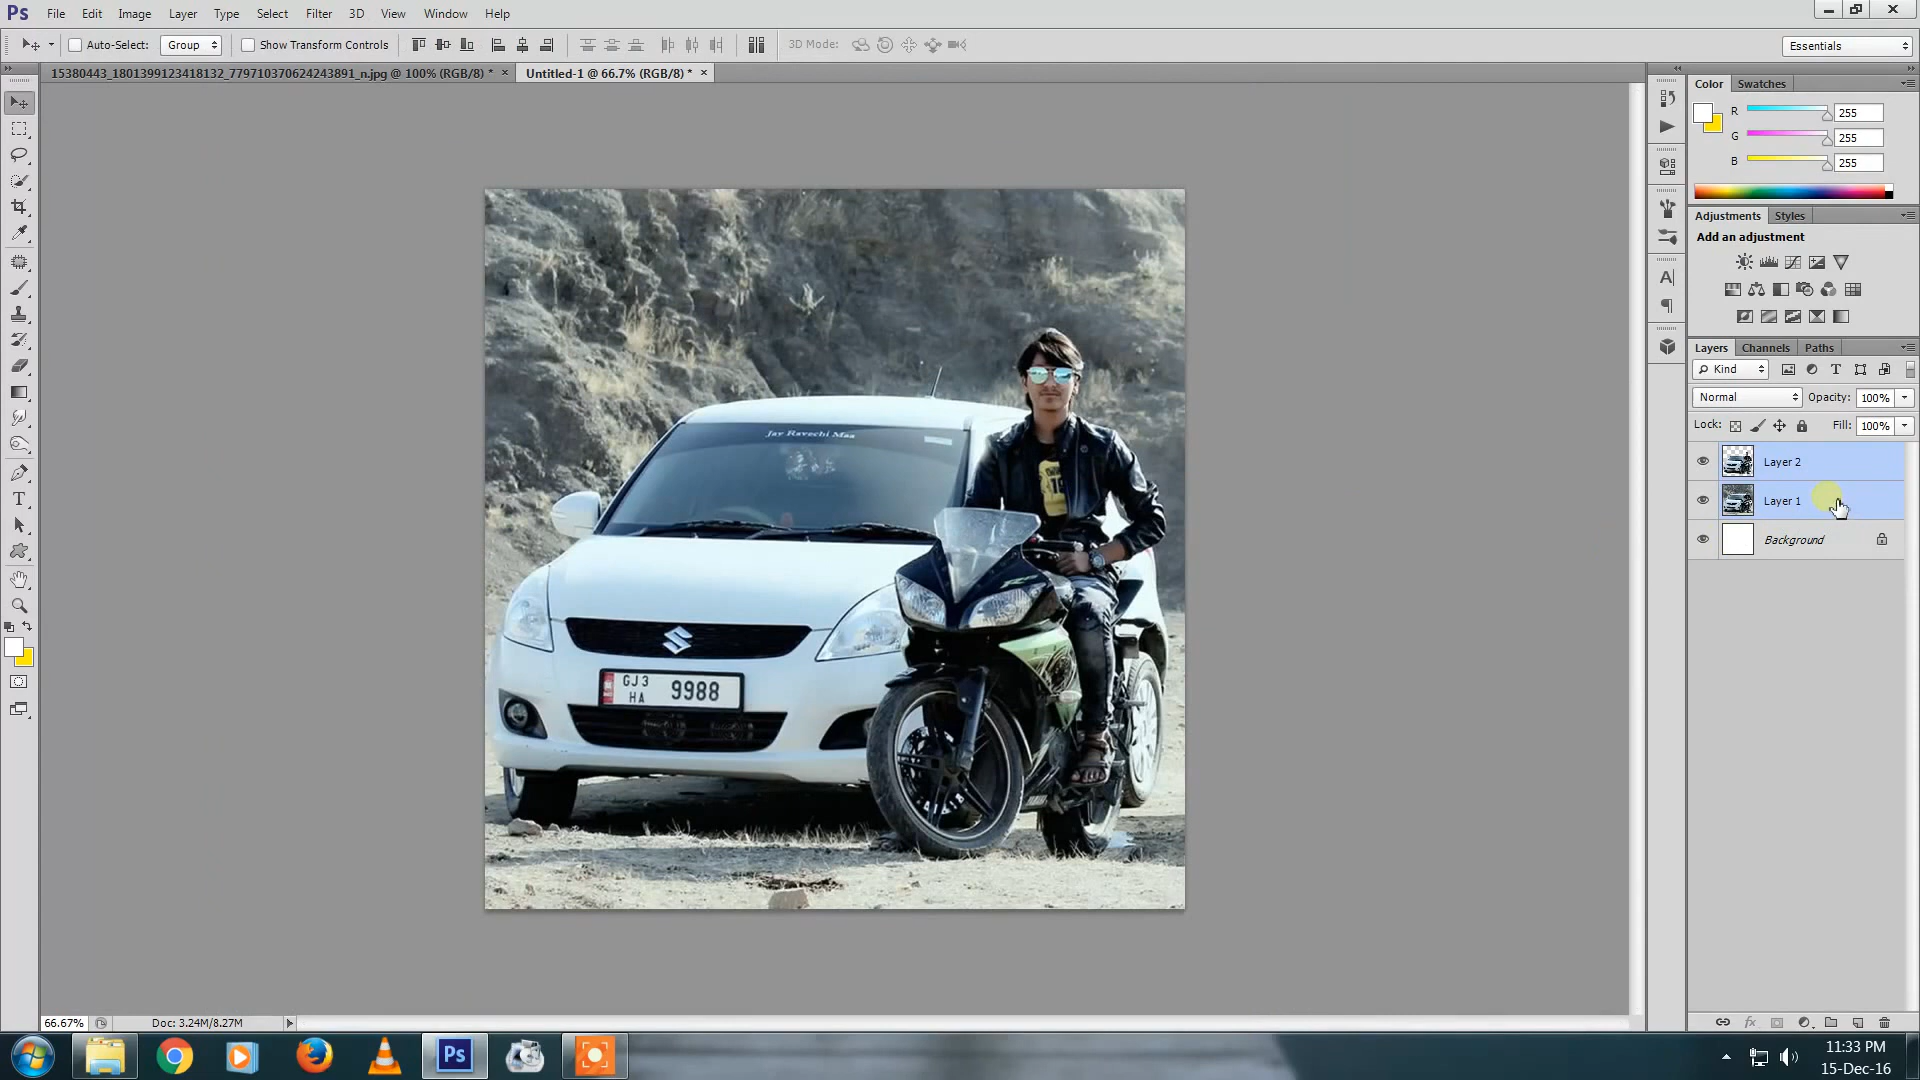 Ps File Edit Image Layer Type Select Filter 3D View Window Help
Auto-Select: Group Show Transform Controls 3D Mode: Essentials
15380443_1801399123418132_779710370624243891_n.jpg @ 100% (RGB/8) * × Untitled-1 @ 66.7% (RGB/8) * ×
Color Swatches
R 255
G 255
B 255
Adjustments Styles
Add an adjustment
Layers Channels Paths
Kind
Normal Opacity: 100%
Lock: Fill: 100%
Layer 2
Layer 1
Background
Jay Ravechi Maa
GJ 3
HA 9988
66.67% Doc: 3.24M/8.27M
Ps
11:33 PM
15-Dec-16